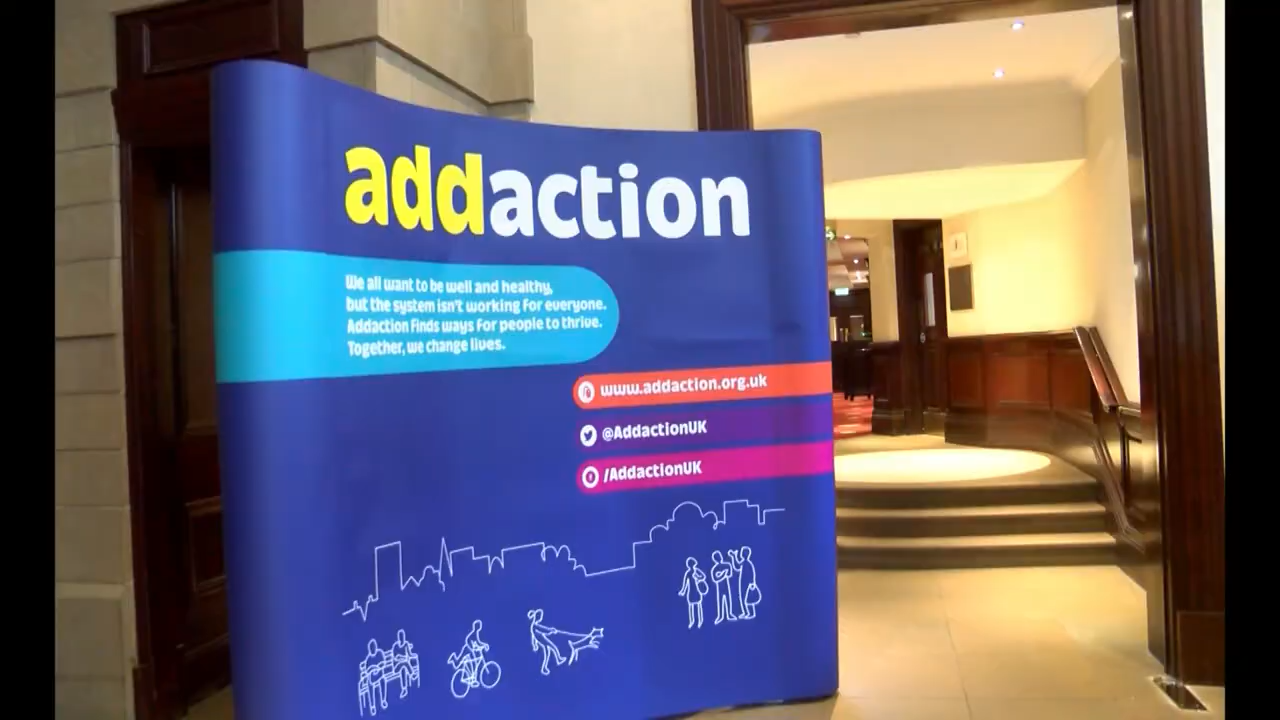 addaction
We all want to be well and healthy,
but the system isn't working for everyone.
Addaction finds ways for people to thrive.
Together, we change lives.
www.addaction.org.uk
@AddactionUK
/AddactionUK